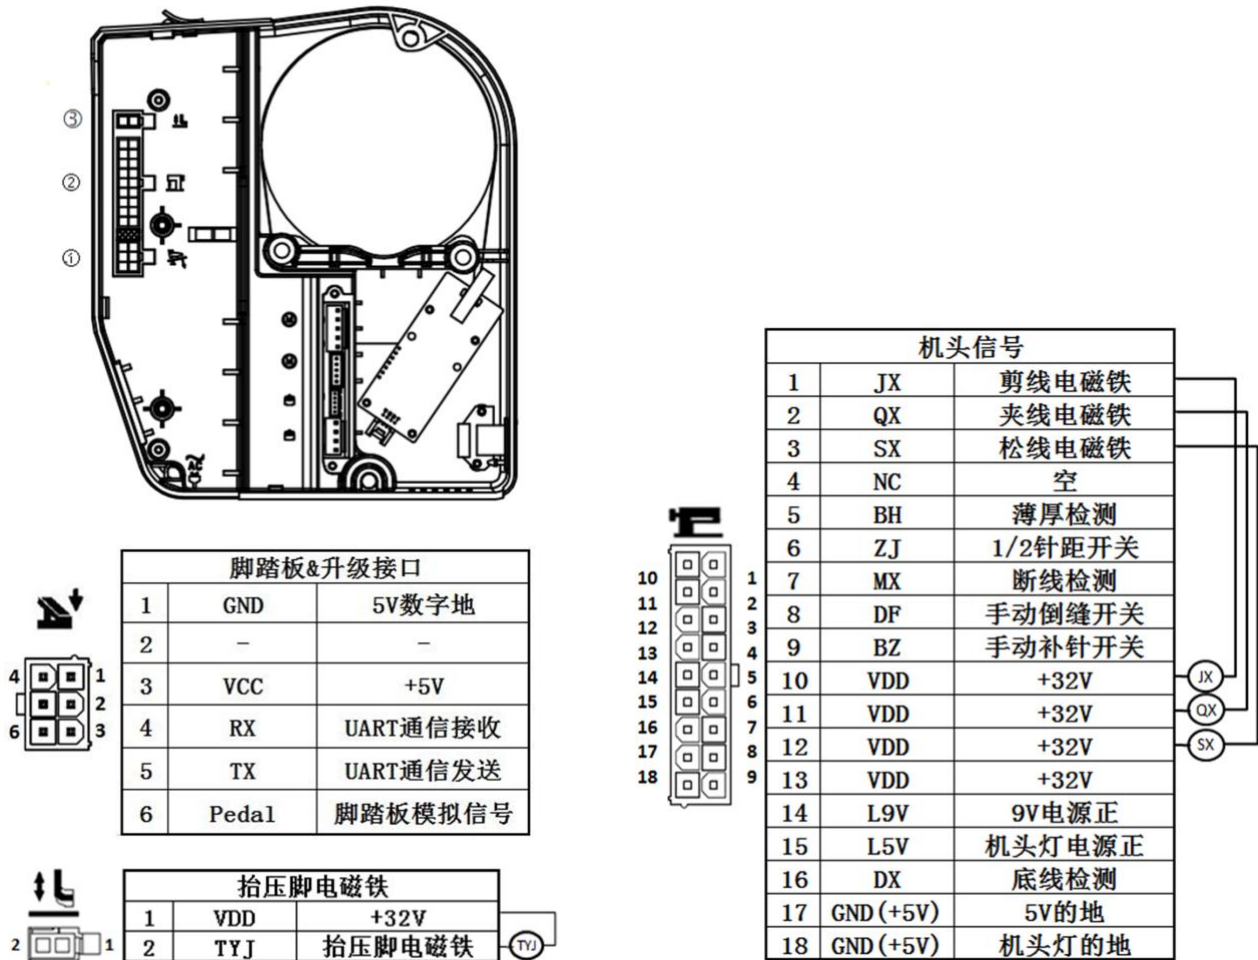 ③
②
①
脚踏板&升级接口
1 GND 5V数字地
2 - -
3 VCC +5V
4 RX UART通信接收
5 TX UART通信发送
6 Pedal 脚踏板模拟信号
4 1
2
6 3
抬压脚电磁铁
1 VDD +32V
2 TYJ 抬压脚电磁铁
TYJ
2 1
机头信号
1 JX 剪线电磁铁
2 QX 夹线电磁铁
3 SX 松线电磁铁
4 NC 空
5 BH 薄厚检测
6 ZJ 1/2针距开关
7 MX 断线检测
8 DF 手动倒缝开关
9 BZ 手动补针开关
10 VDD +32V JX
11 VDD +32V QX
12 VDD +32V SX
13 VDD +32V
14 L9V 9V电源正
15 L5V 机头灯电源正
16 DX 底线检测
17 GND(+5V) 5V的地
18 GND(+5V) 机头灯的地
10 1
11 2
12 3
13 4
14 5
15 6
16 7
17 8
18 9